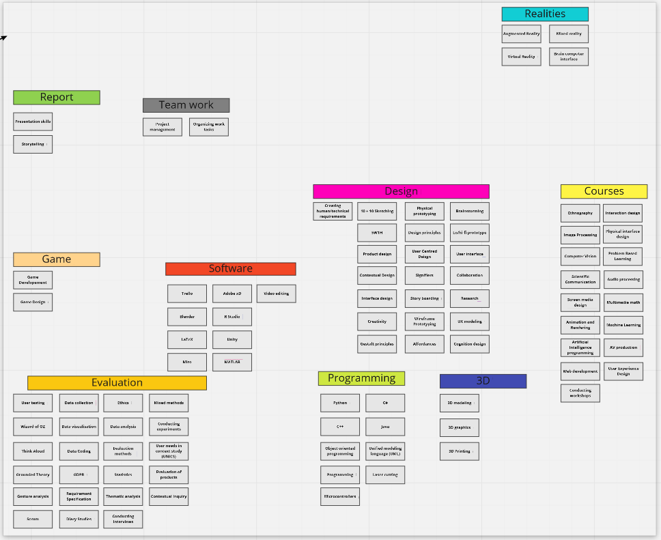 Realities
Augmented Reality
Mixed reality
Virtual Reality
Brain computer
interface
Report
Presentation skills
Storytelling
Team work
Project
management
Organizing work
tasks
Design
Creating
human/technical
requirements
10 + 10 Sketching
Physical
prototyping
Brainstorming
HMTM
Design principles
Lo/hi fi prototype
Product design
User Centred
Design
User interface
Contextual Design
Signifiers
Collaboration
Interface design
Story boarding
Research
Creativity
Wireframe
Prototyping
UX modeling
Gestalt principles
Affordances
Cognition design
Courses
Ethnography
Interaction design
Image Processing
Physical interface
design
Computer Vision
Problem Based
Learning
Scientific
Communication
Audio processing
Screen media
design
Multimedia math
Animation and
Rendering
Machine Learning
Artificial
Intelligence
programming
AV production
Web Development
User Experience
Design
Conducting
workshops
Game
Game
Development
Game Design
Software
Trello
Adobe xD
Video editing
Blender
R Studio
LaTeX
Unity
Miro
MATLAB
Evaluation
User testing
Data collection
Ethics
Mixed methods
Wizard of Oz
Data visualisation
Data analysis
Conducting
experiments
Think Aloud
Data Coding
Evaluation
methods
User needs in
context study
Grounded Theory
GDPR
Statistics
Evaluation of
products
Gesture analysis
Requirement
Specification
Thematic analysis
Contextual Inquiry
Scrum
Diary Studies
Conducting
Interviews
Programming
Python
C#
C++
Java
Object oriented
programming
Unified modeling
language (UML)
Programming
Laser cutting
Microcontrollers
3D
3D modeling
3D graphics
3D Printing